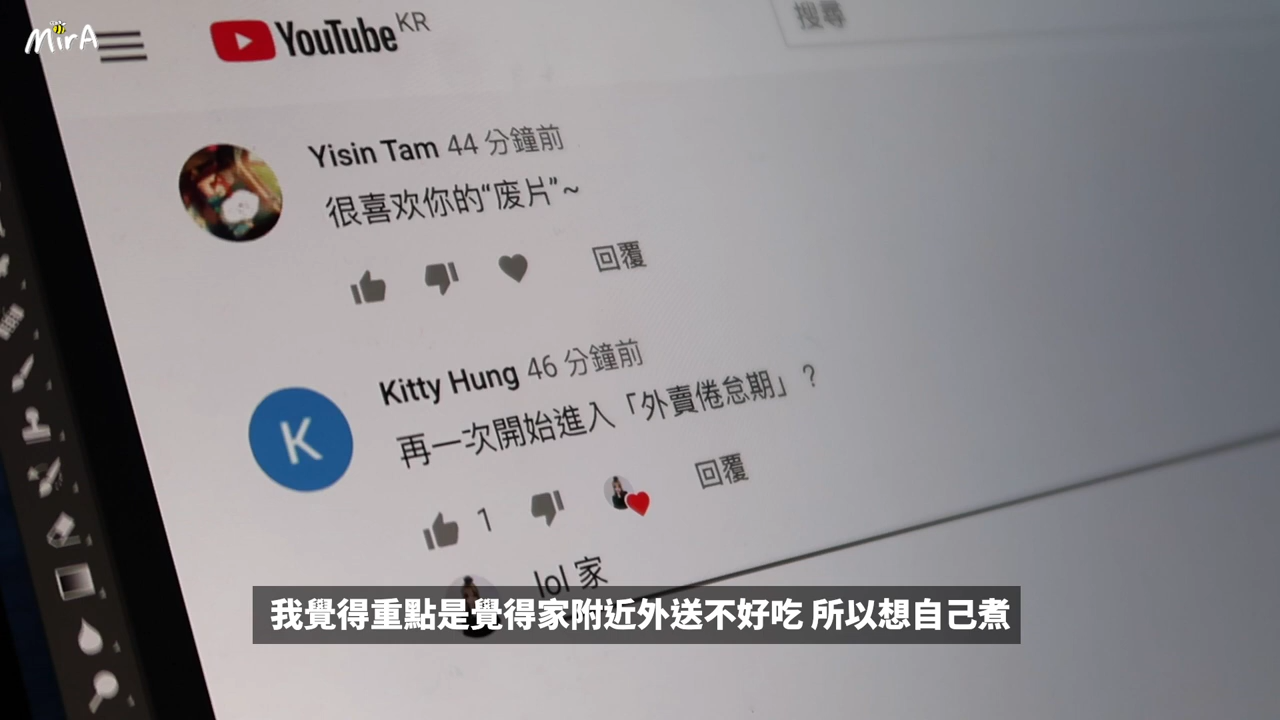 MirA
YouTube KR
搜尋
Yisin Tam 44 分鐘前
很喜欢你的“废片”~
回覆
Kitty Hung 46 分鐘前
K
再一次開始進入「外賣倦怠期」?
1
回覆
lol 家
我覺得重點是覺得家附近外送不好吃 所以想自己煮